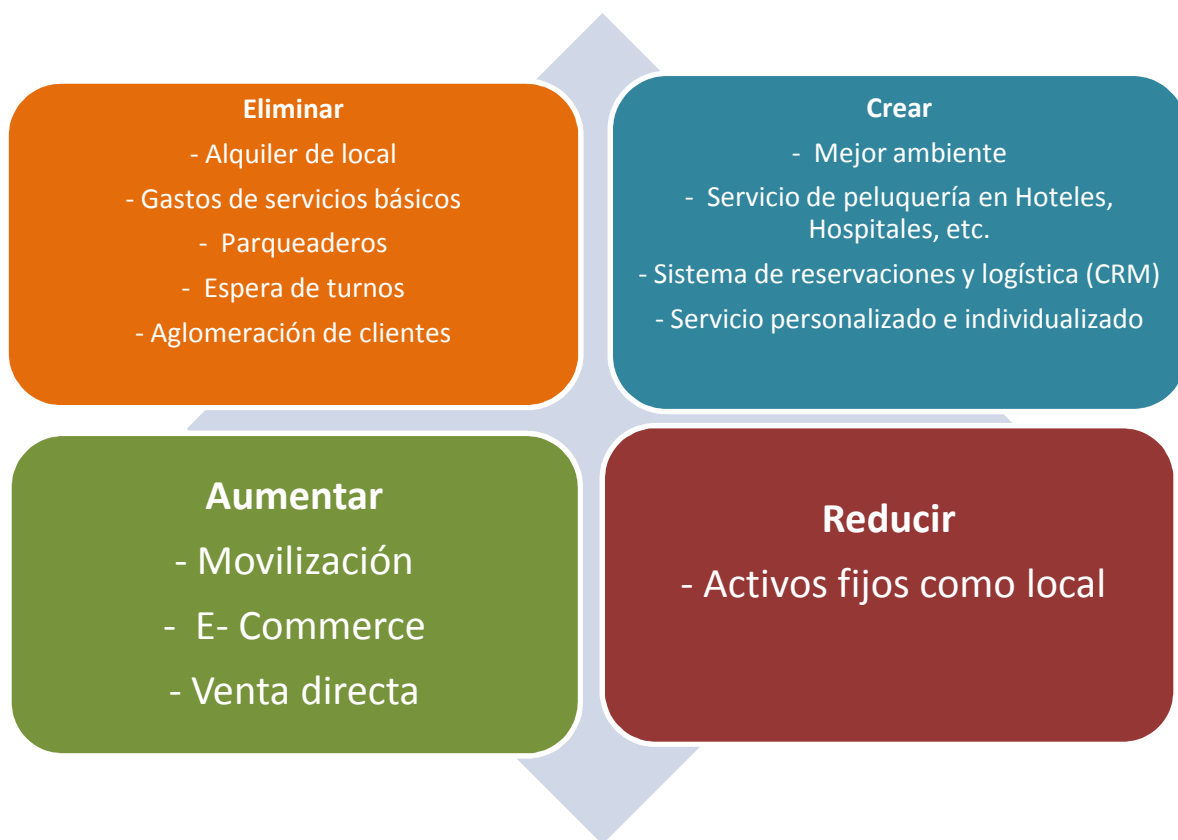 Eliminar
- Alquiler de local
- Gastos de servicios básicos
- Parqueaderos
- Espera de turnos
- Aglomeración de clientes
Crear
- Mejor ambiente
- Servicio de peluquería en Hoteles,
Hospitales, etc.
- Sistema de reservaciones y logística (CRM)
- Servicio personalizado e individualizado
Aumentar
- Movilización
- E- Commerce
- Venta directa
Reducir
- Activos fijos como local